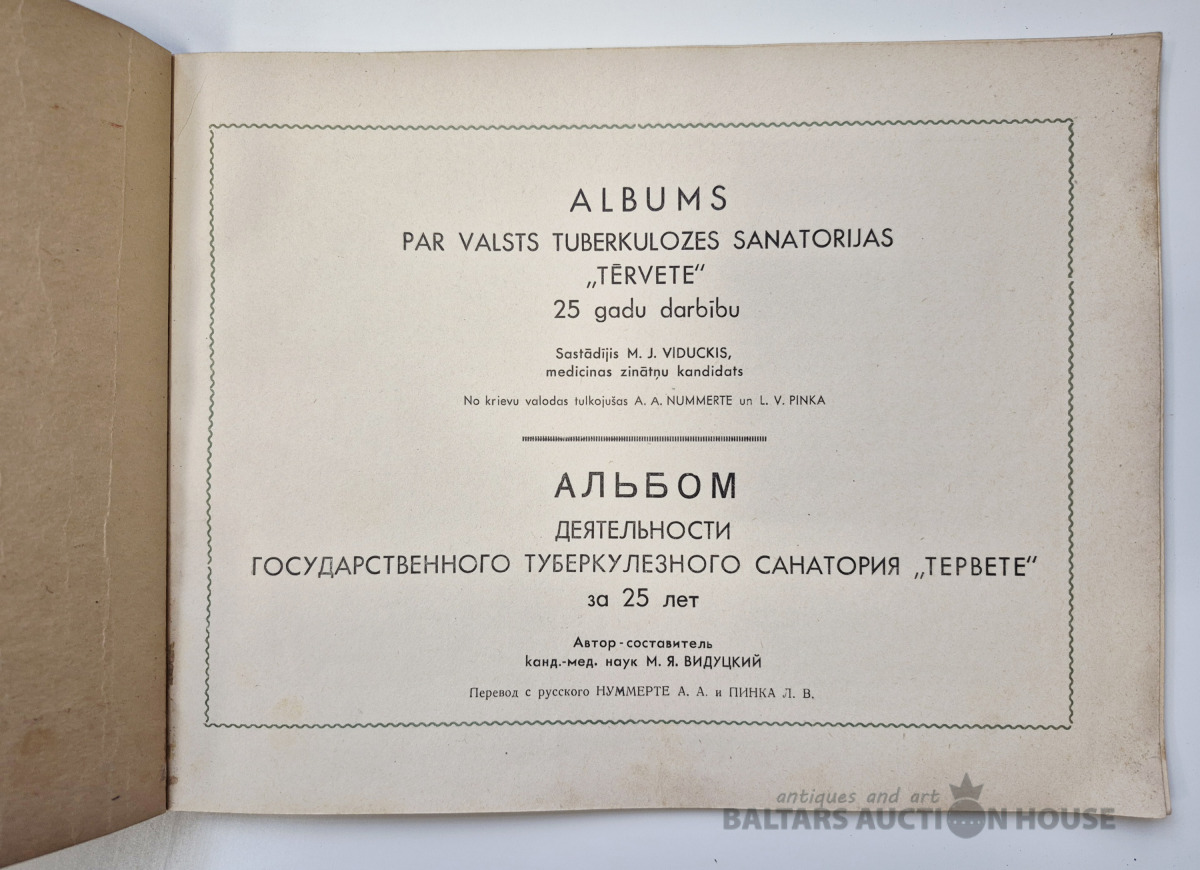 ALBUMS
PAR VALSTS TUBERKULOZES SANATORIJAS
„TĒRVETE“
25 gadu darbību
Sastādījis M. J. VIDUCKIS,
medicinas zinātņu kandidats
No krievu valodas tulkojušas A. A. NUMMERTE un L. V. PINKA
АЛЬБОМ
ДЕЯТЕЛЬНОСТИ
ГОСУДАРСТВЕННОГО ТУБЕРКУЛЕЗНОГО САНАТОРИЯ „ТЕРВЕТЕ“
за 25 лет
Автор-составитель
канд.-мед. наук М. Я. ВИДУЦКИЙ
Перевод с русского НУММЕРТЕ А. А. и ПИНКА Л. В.
antiques and art
BALTARS AUCTION HOUSE